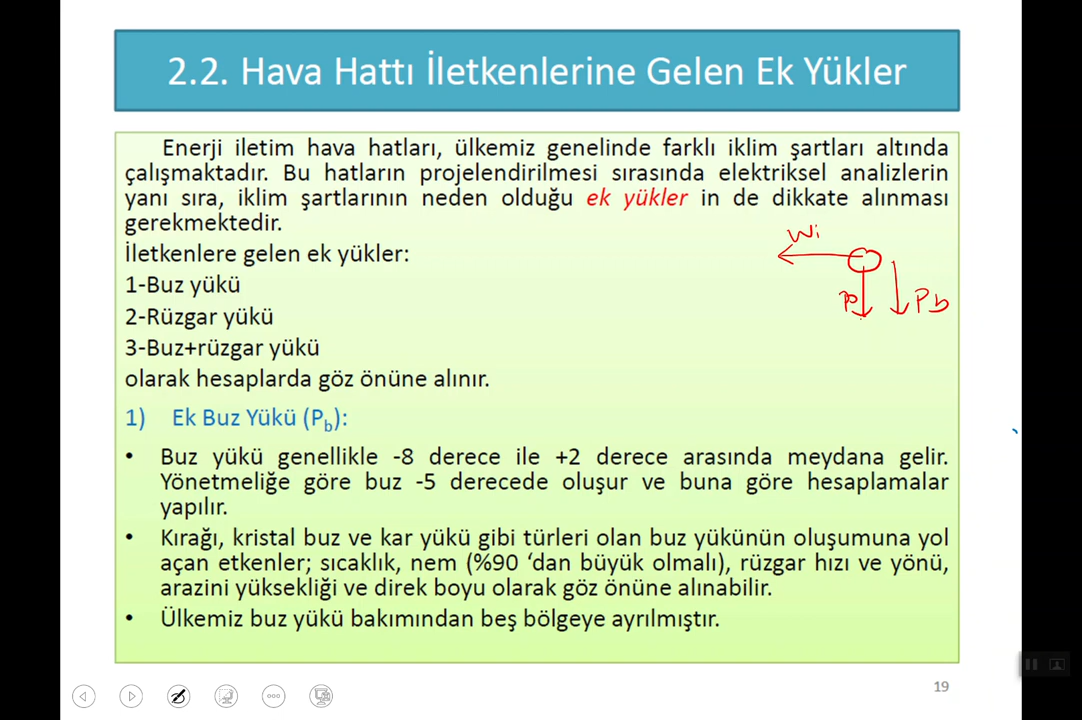 2.2. Hava Hattı İletkenlerine Gelen Ek Yükler
Enerji iletim hava hatları, ülkemiz genelinde farklı iklim şartları altında
çalışmaktadır. Bu hatların projelendirilmesi sırasında elektriksel analizlerin
yanı sıra, iklim şartlarının neden olduğu ek yükler in de dikkate alınması
gerekmektedir.
İletkenlere gelen ek yükler:
Wi
1-Buz yükü
P Pb
2-Rüzgar yükü
3-Buz+rüzgar yükü
olarak hesaplarda göz önüne alınır.
1) Ek Buz Yükü (Pb):
• Buz yükü genellikle -8 derece ile +2 derece arasında meydana gelir.
Yönetmeliğe göre buz -5 derecede oluşur ve buna göre hesaplamalar
yapılır.
• Kırağı, kristal buz ve kar yükü gibi türleri olan buz yükünün oluşumuna yol
açan etkenler; sıcaklık, nem (%90 ‘dan büyük olmalı), rüzgar hızı ve yönü,
arazini yüksekliği ve direk boyu olarak göz önüne alınabilir.
• Ülkemiz buz yükü bakımından beş bölgeye ayrılmıştır.
19